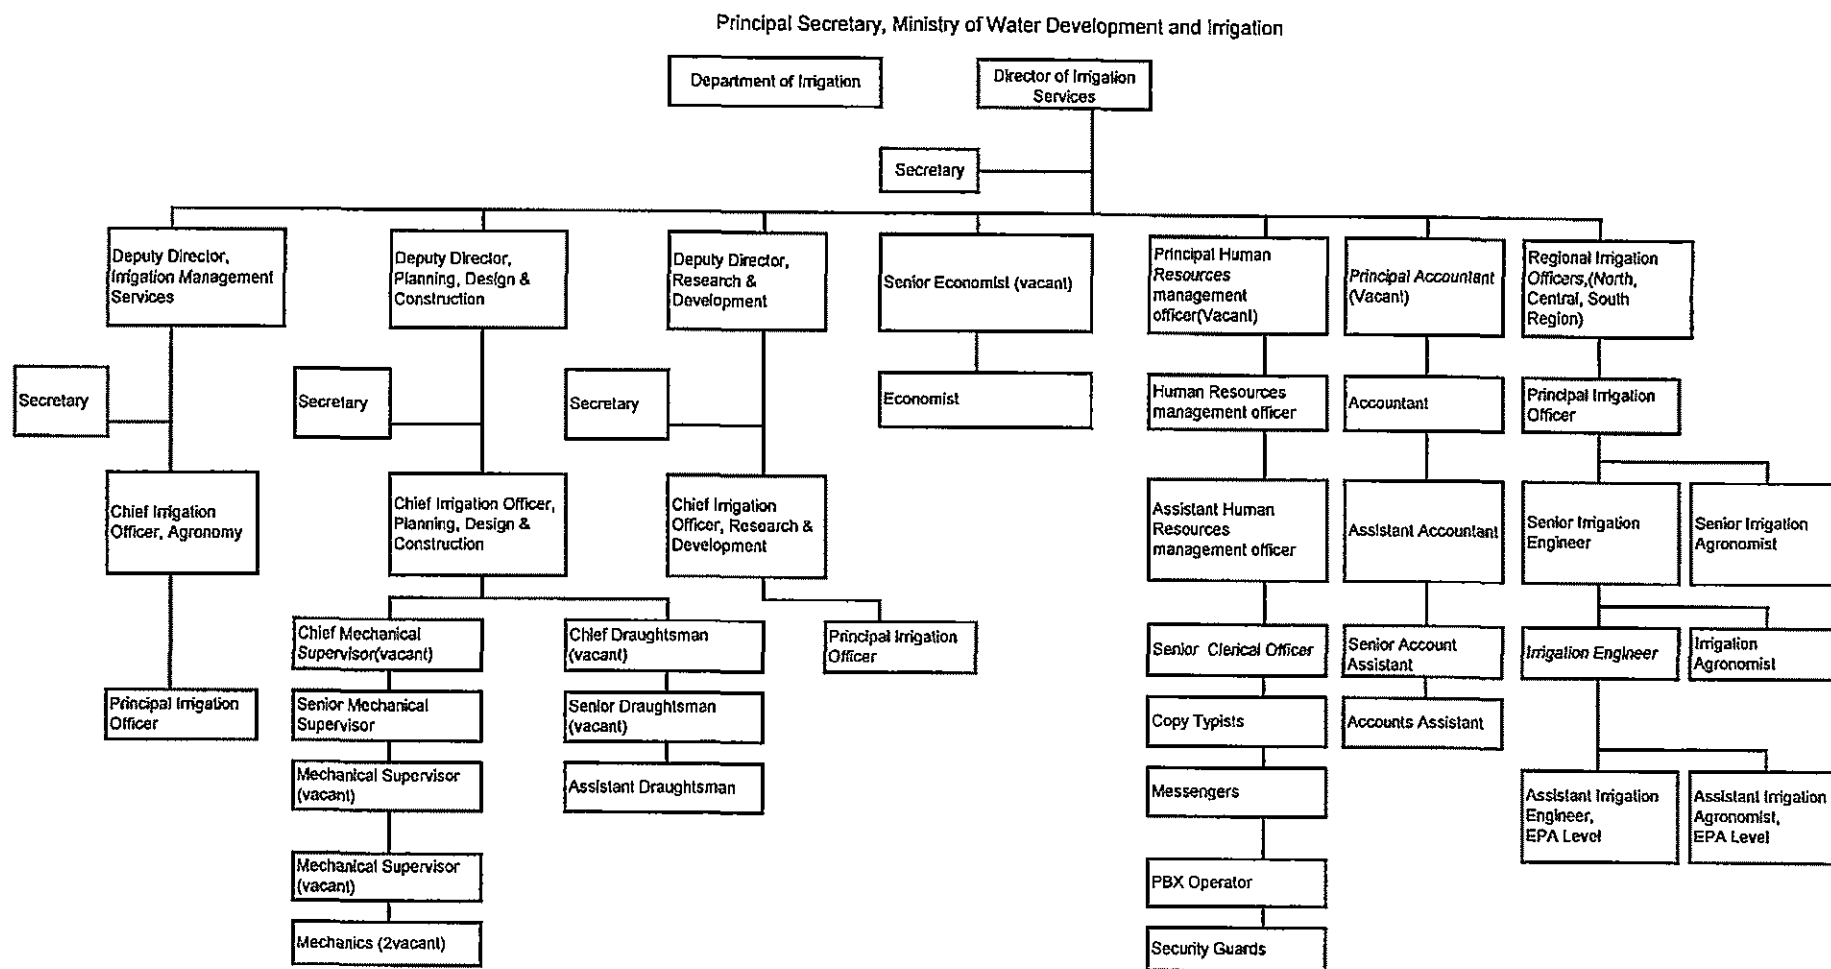 Principal Secretary, Ministry of Water Development and Irrigation
Department of Irrigation
Director of Irrigation
Services
Secretary
Deputy Director,
Irrigation Management
Services
Deputy Director,
Planning, Design &
Construction
Deputy Director,
Research &
Development
Senior Economist (vacant)
Principal Human
Resources
management
officer(Vacant)
Principal Accountant
(Vacant)
Regional Irrigation
Officers,(North,
Central, South
Region)
Secretary
Secretary
Secretary
Economist
Human Resources
management officer
Accountant
Principal Irrigation
Officer
Chief Irrigation
Officer, Agronomy
Chief Irrigation Officer,
Planning, Design &
Construction
Chief Irrigation
Officer, Research &
Development
Assistant Human
Resources
management officer
Assistant Accountant
Senior Irrigation
Engineer
Senior Irrigation
Agronomist
Chief Mechanical
Supervisor(vacant)
Chief Draughtsman
(vacant)
Principal Irrigation
Officer
Senior Clerical Officer
Senior Account
Assistant
Irrigation Engineer
Irrigation
Agronomist
Principal Irrigation
Officer
Senior Mechanical
Supervisor
Senior Draughtsman
(vacant)
Copy Typists
Accounts Assistant
Mechanical Supervisor
(vacant)
Assistant Draughtsman
Messengers
Assistant Irrigation
Engineer,
EPA Level
Assistant Irrigation
Agronomist,
EPA Level
Mechanical Supervisor
(vacant)
PBX Operator
Mechanics (2vacant)
Security Guards